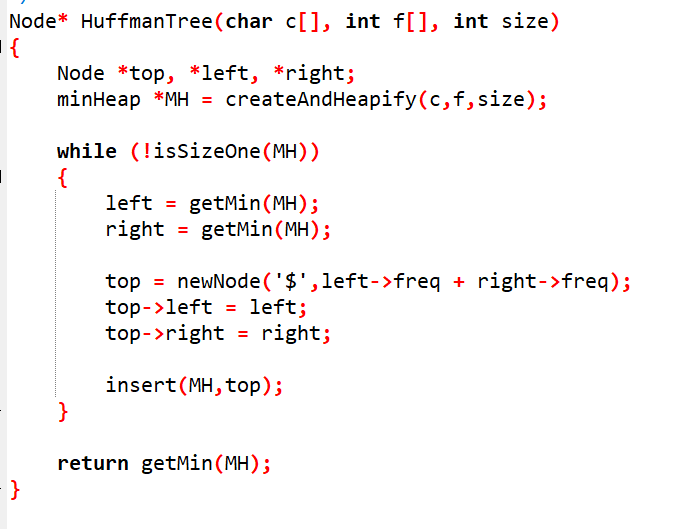 Node* HuffmanTree(char c[], int f[], int size)
{
Node *top, *left, *right;
minHeap *MH = createAndHeapify(c,f,size);
while (!isSizeOne(MH))
{
left = getMin(MH);
right = getMin(MH);
top = newNode('$',left->freq + right->freq);
top->left = left;
top->right = right;
insert(MH,top);
}
return getMin(MH);
}